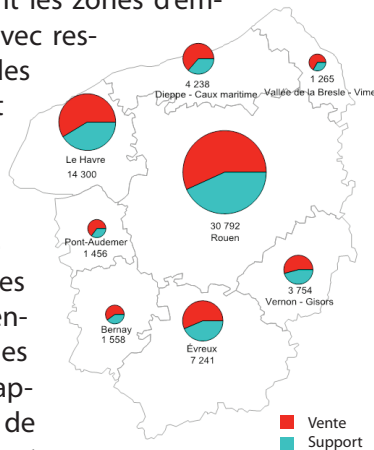 nt les zones d'em-
vec res-
les
t
4 238
Dieppe - Caux maritime
1 265
Vallée de la Bresle - Vime
Le Havre
14 300
30 792
Rouen
Pont-Audemer
1 456
3 754
Vernon - Gisors
es
en-
Bernay
1 558
Évreux
7 241
es
ap-
de
Vente
Support